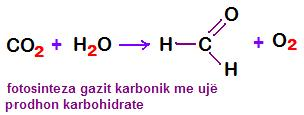 CO₂ + H₂O → H C O H + O₂
fotosinteza gazit karbonik me ujë
prodhon karbohidrate